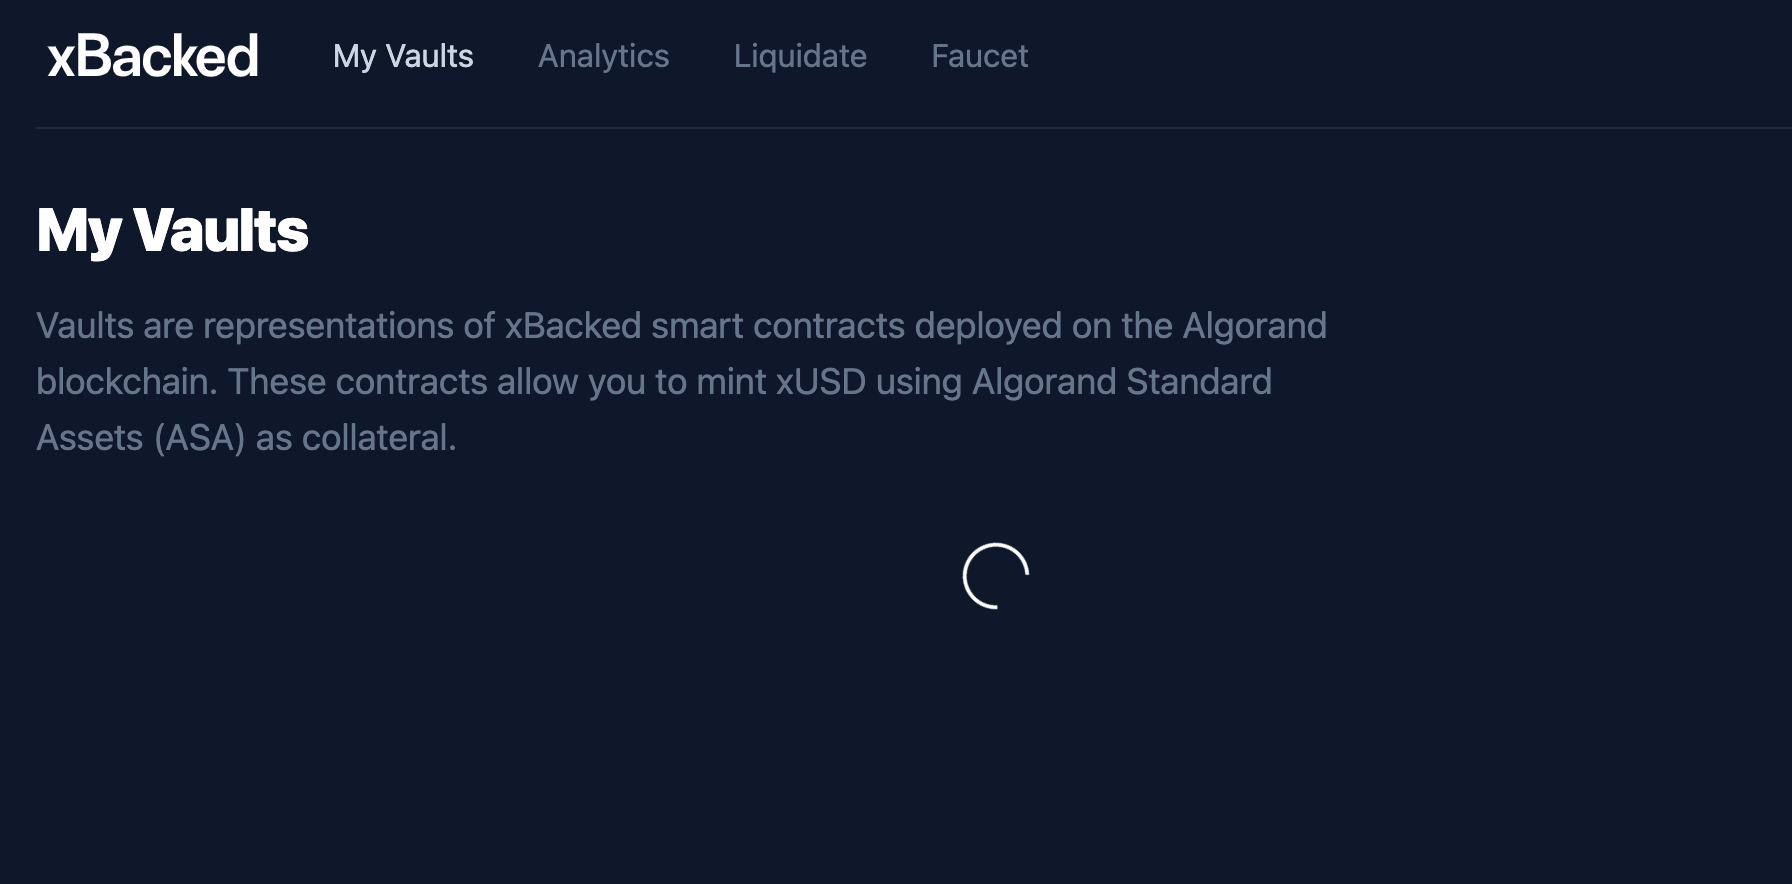 xBacked My Vaults Analytics Liquidate Faucet
My Vaults
Vaults are representations of xBacked smart contracts deployed on the Algorand
blockchain. These contracts allow you to mint xUSD using Algorand Standard
Assets (ASA) as collateral.